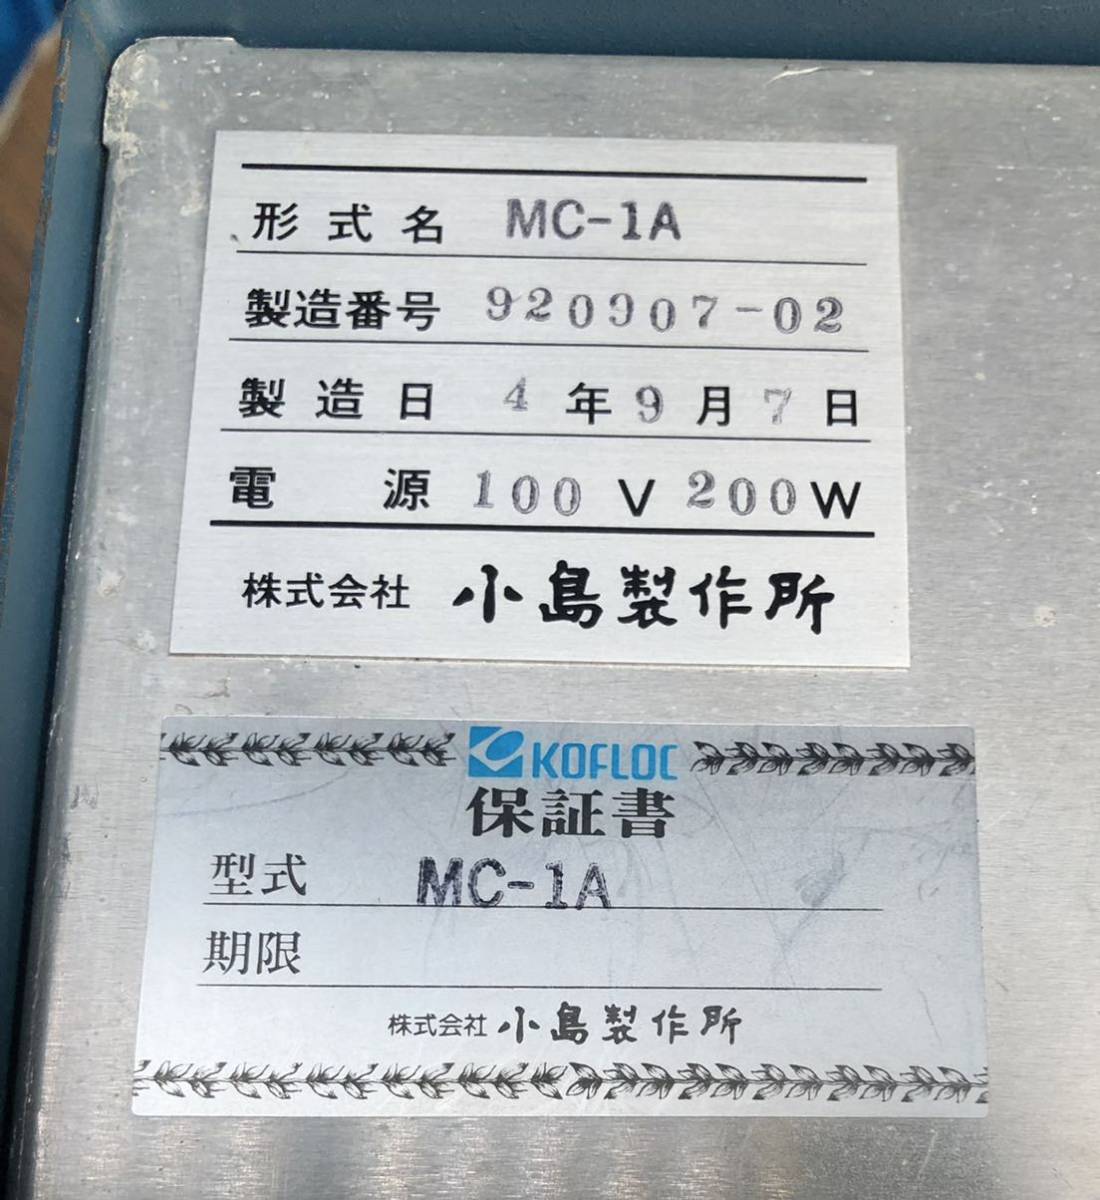 形式名 MC-1A
製造番号 920907-02
製造日 4年9月7日
電源 100V 200W
株式会社 小島製作所
KOFLOC
保証書
型式 MC-1A
期限
株式会社 小島製作所